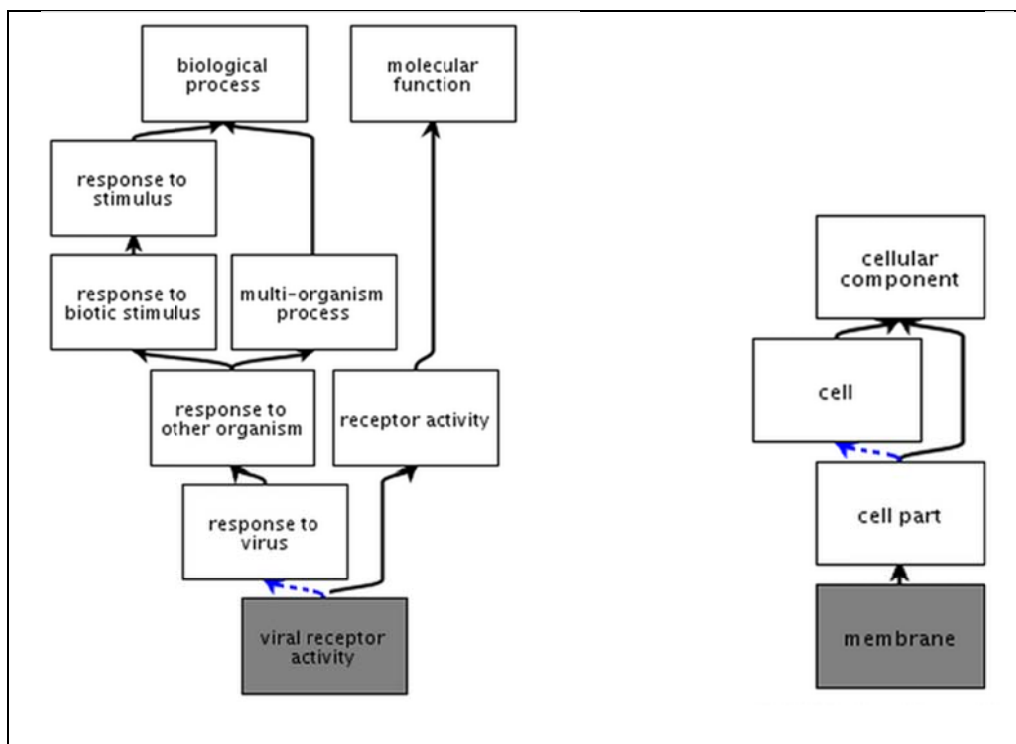 biological
process
molecular
function
response to
stimulus
response to
biotic stimulus
multi-organism
process
response to
other organism
receptor activity
response to
virus
viral receptor
activity
cellular
component
cell
cell part
membrane